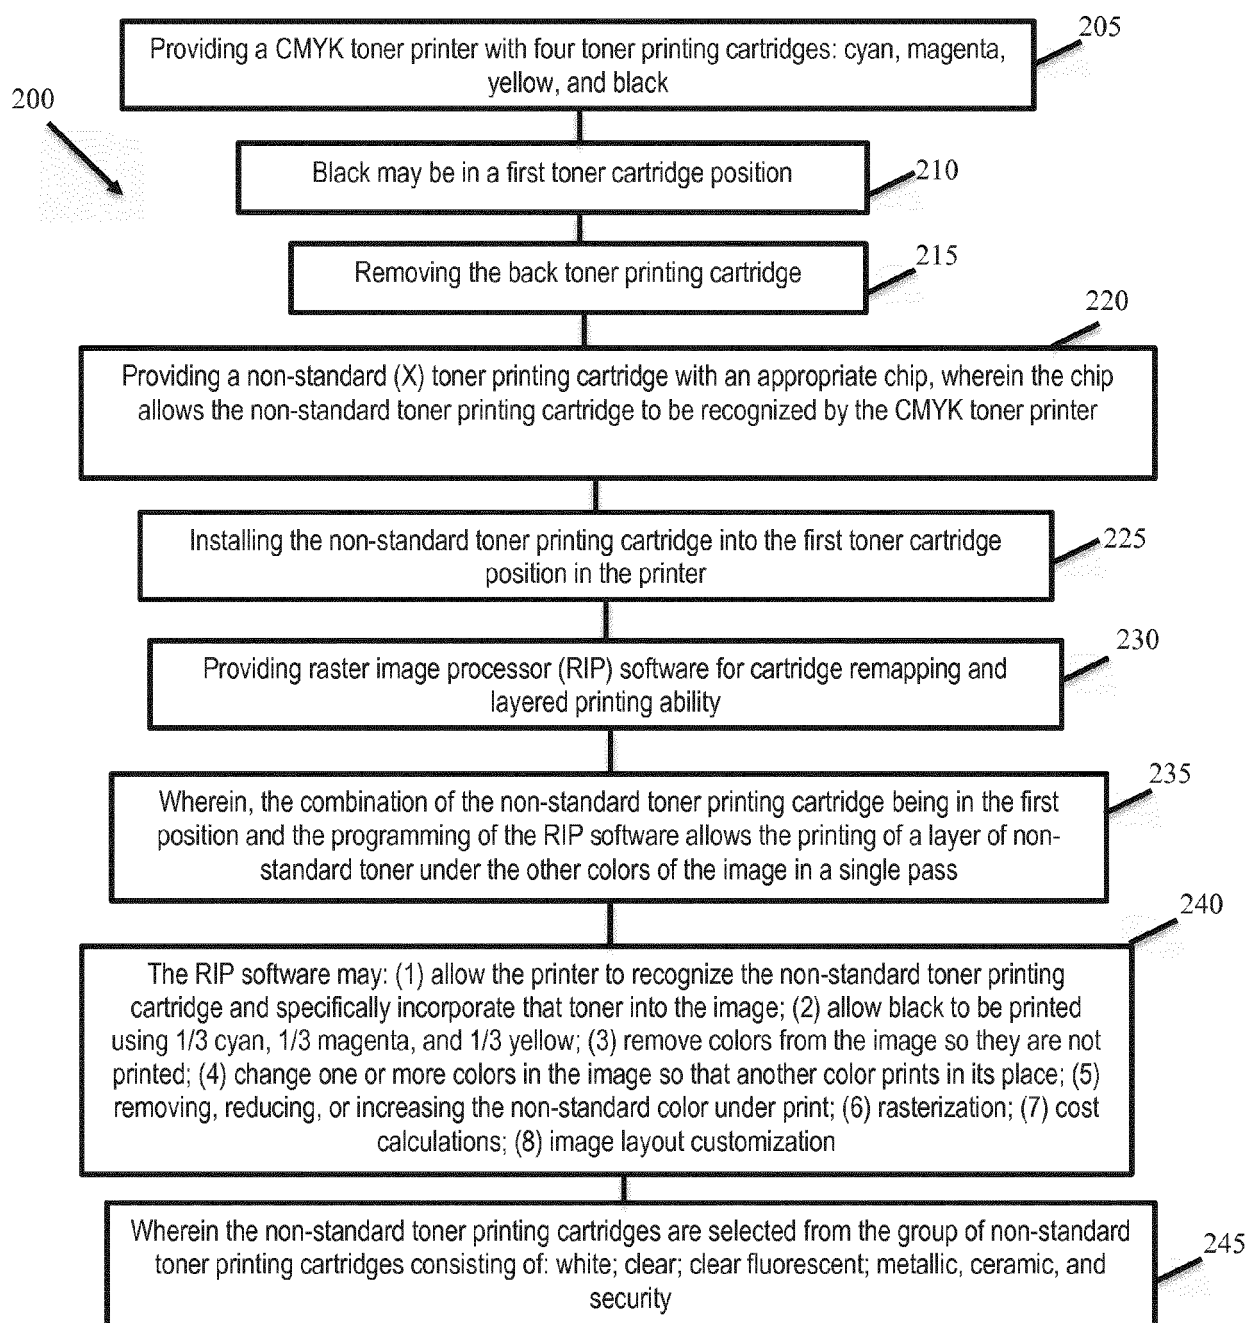 Providing a CMYK toner printer with four toner printing cartridges: cyan, magenta,
yellow, and black
205
200
Black may be in a first toner cartridge position
210
Removing the back toner printing cartridge
215
220
Providing a non-standard (X) toner printing cartridge with an appropriate chip, wherein the chip
allows the non-standard toner printing cartridge to be recognized by the CMYK toner printer
Installing the non-standard toner printing cartridge into the first toner cartridge
position in the printer
225
Providing raster image processor (RIP) software for cartridge remapping and
layered printing ability
230
Wherein, the combination of the non-standard toner printing cartridge being in the first
position and the programming of the RIP software allows the printing of a layer of non-
standard toner under the other colors of the image in a single pass
235
240
The RIP software may: (1) allow the printer to recognize the non-standard toner printing
cartridge and specifically incorporate that toner into the image; (2) allow black to be printed
using 1/3 cyan, 1/3 magenta, and 1/3 yellow; (3) remove colors from the image so they are not
printed; (4) change one or more colors in the image so that another color prints in its place; (5)
removing, reducing, or increasing the non-standard color under print; (6) rasterization; (7) cost
calculations; (8) image layout customization
Wherein the non-standard toner printing cartridges are selected from the group of non-standard
toner printing cartridges consisting of: white; clear; clear fluorescent; metallic, ceramic, and
security
245